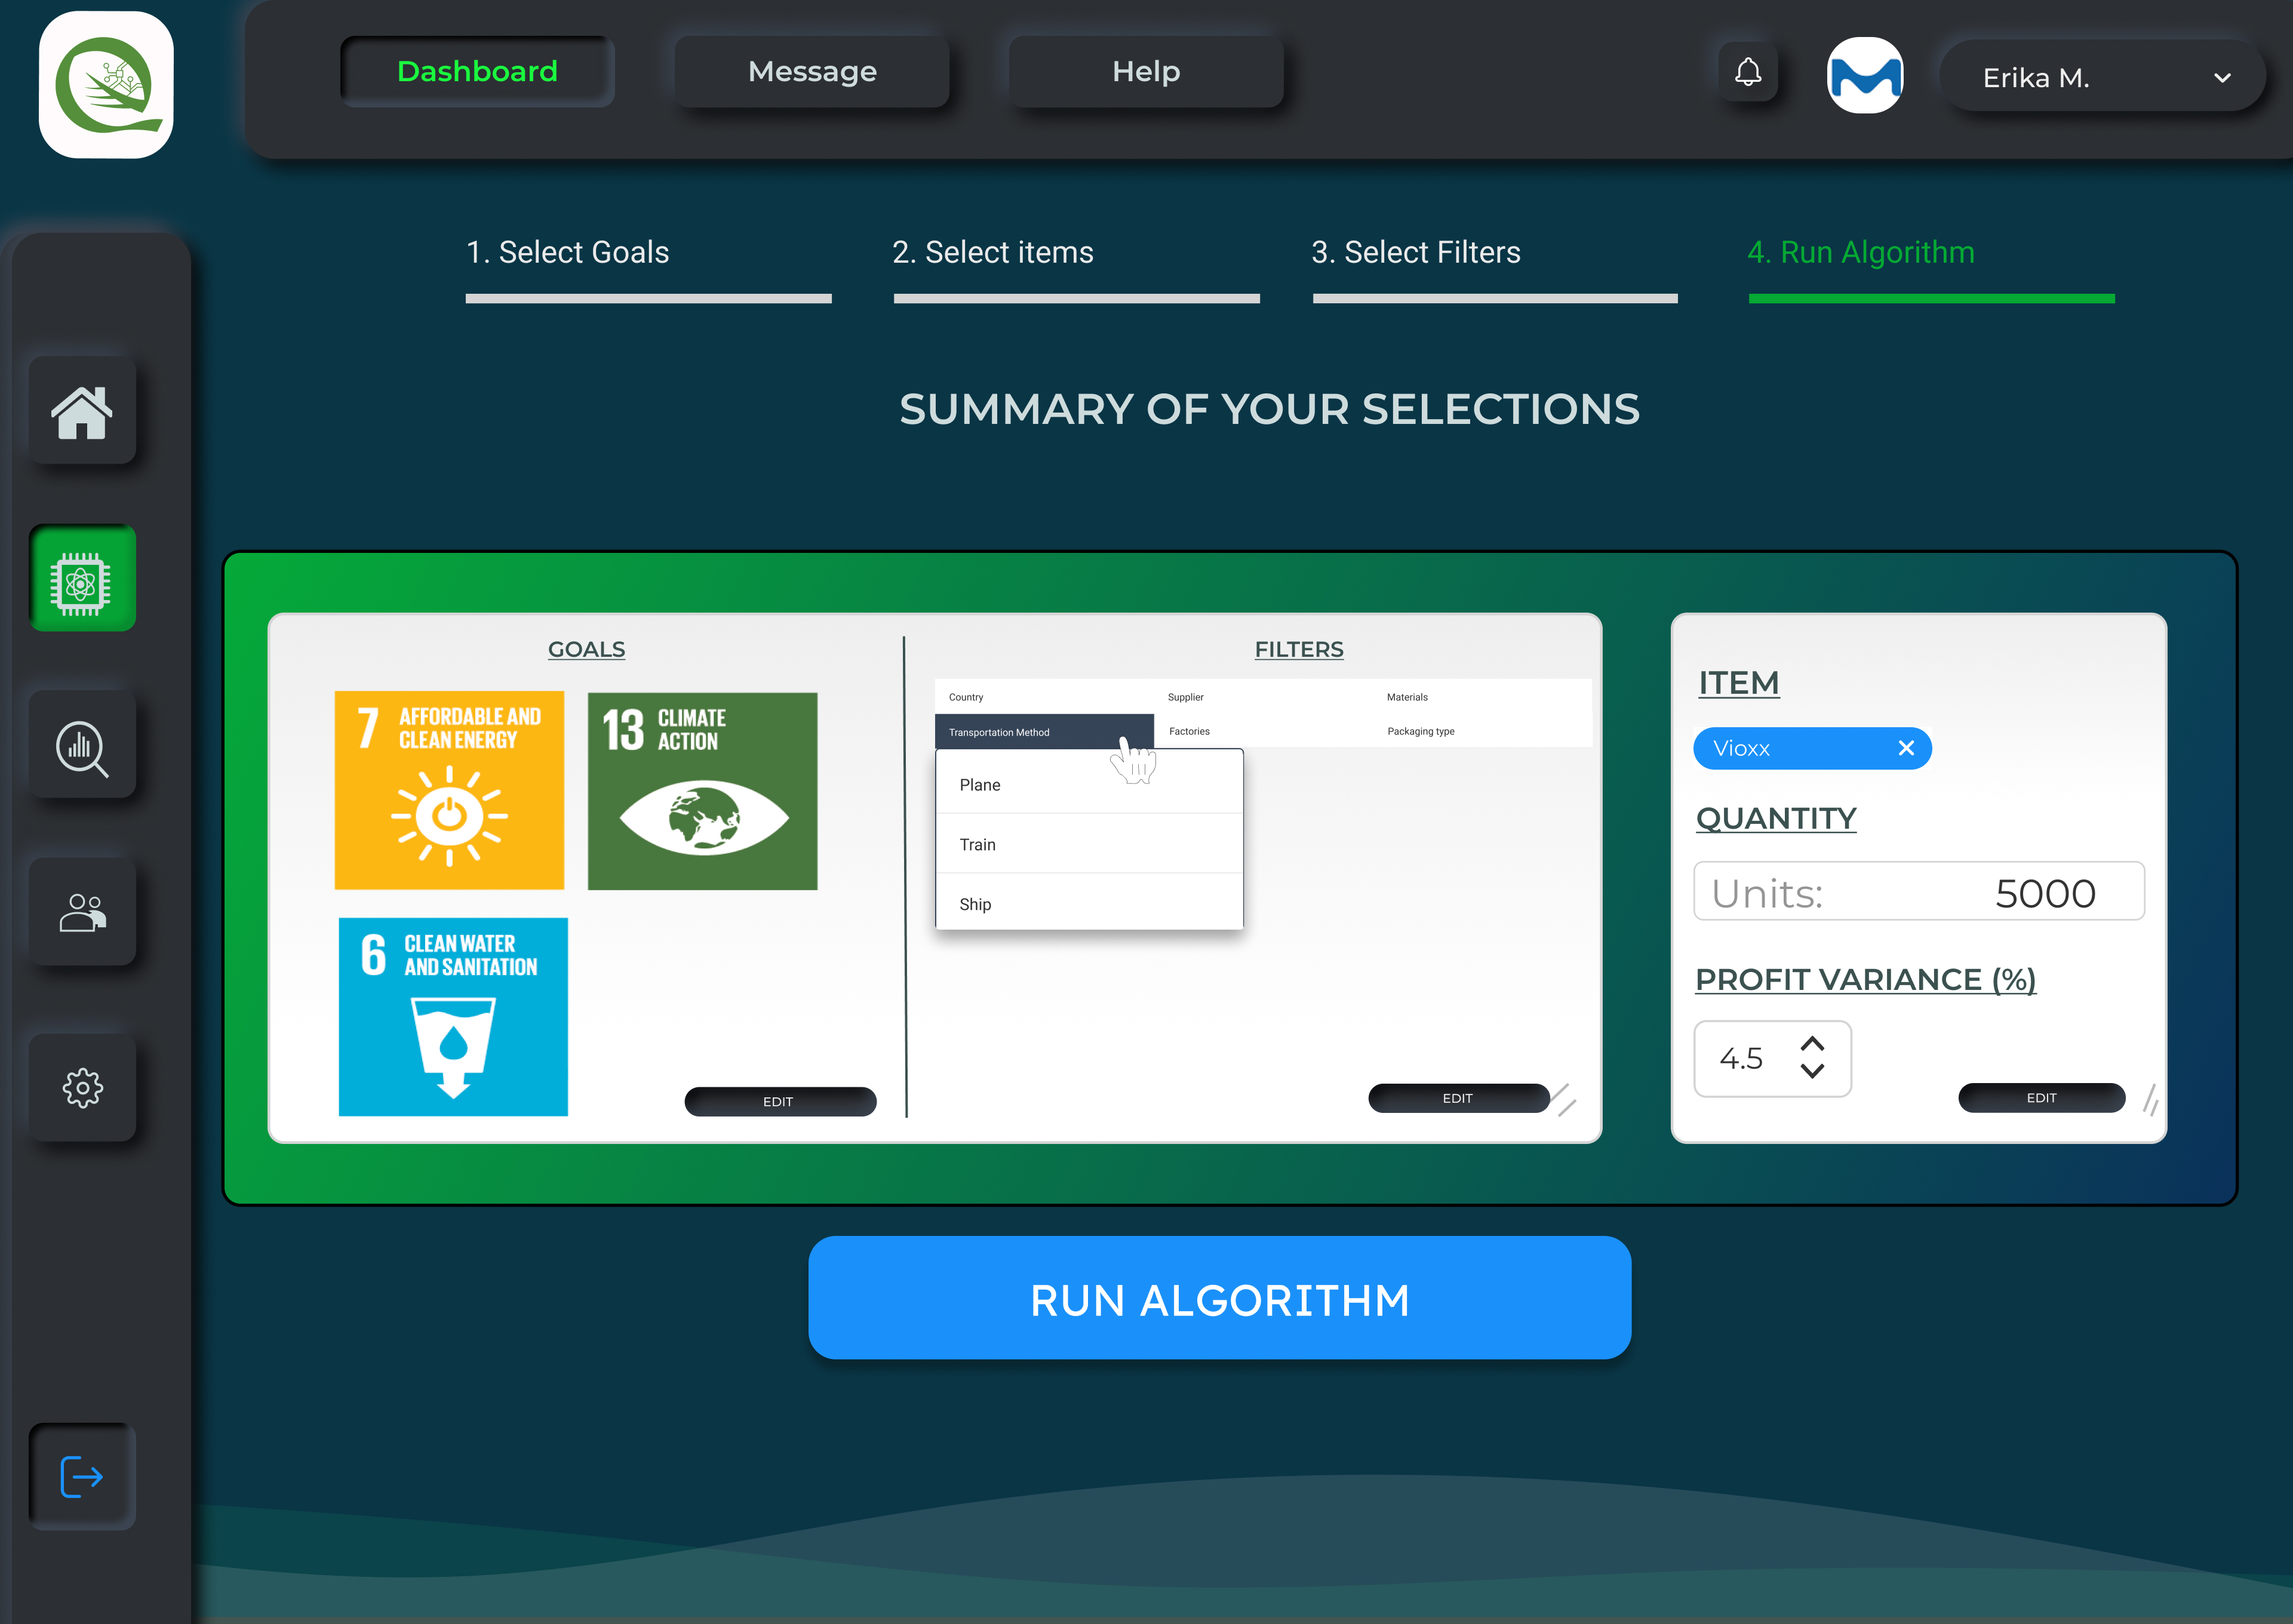 Dashboard
Message
Help
Erika M.
1. Select Goals
2. Select items
3. Select Filters
4. Run Algorithm
SUMMARY OF YOUR SELECTIONS
GOALS
7 AFFORDABLE AND
CLEAN ENERGY
13 CLIMATE
ACTION
6 CLEAN WATER
AND SANITATION
EDIT
FILTERS
Country
Supplier
Materials
Transportation Method
Factories
Packaging type
Plane
Train
Ship
EDIT
ITEM
Vioxx
QUANTITY
Units: 5000
PROFIT VARIANCE (%)
4.5
EDIT
RUN ALGORITHM